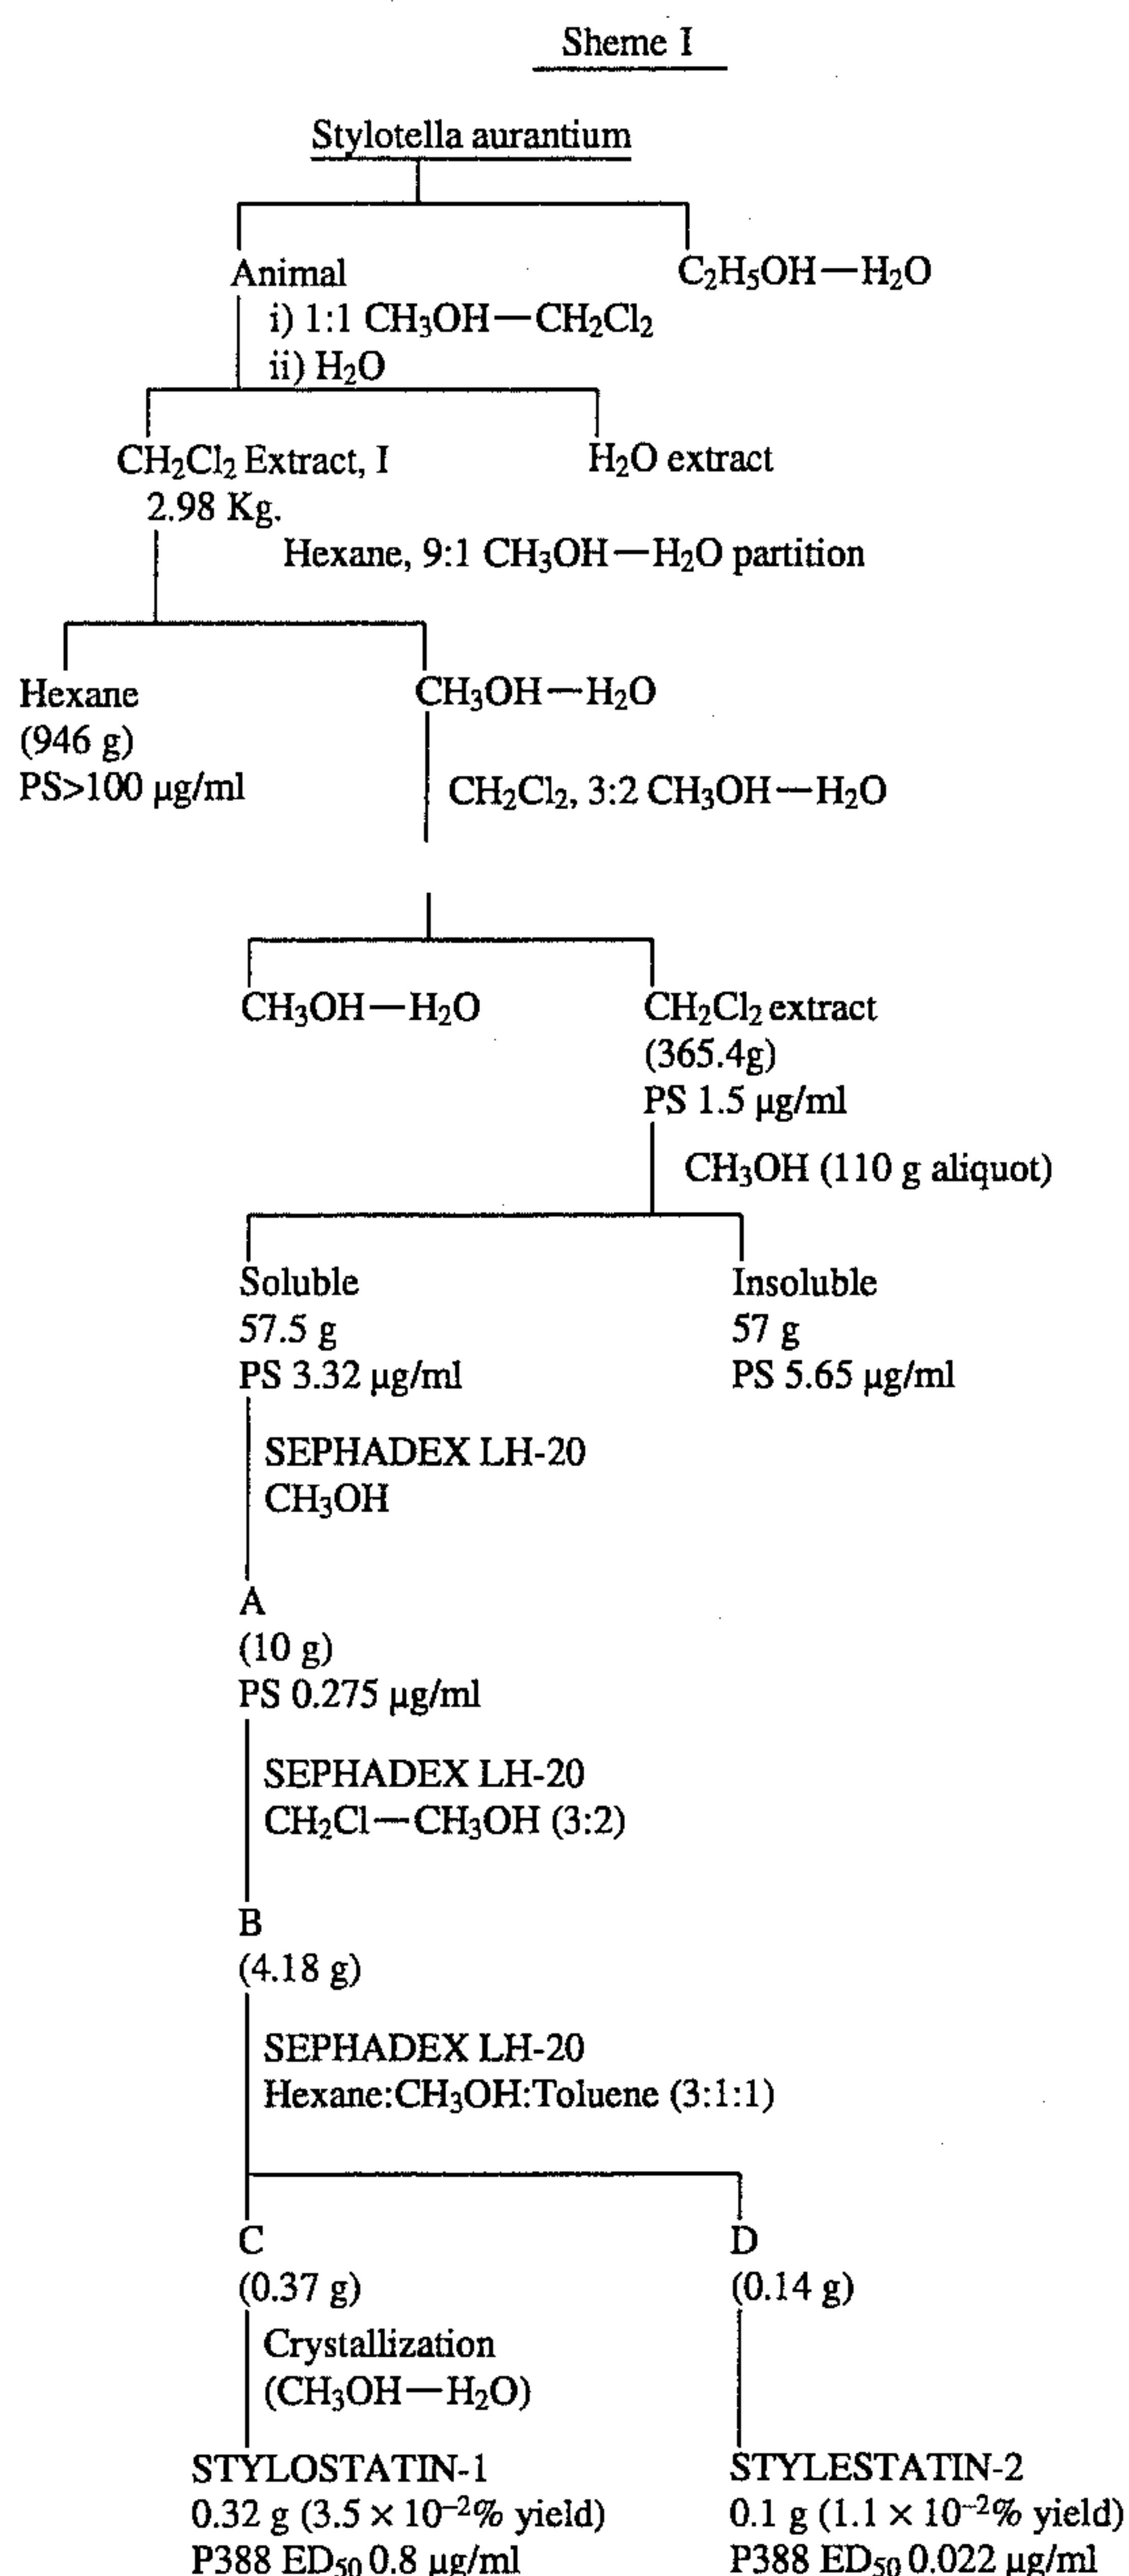 Sheme I
Stylotella aurantium
Animal
C₂H₅OH—H₂O
i) 1:1 CH₃OH—CH₂Cl₂
ii) H₂O
CH₂Cl₂ Extract, I
H₂O extract
2.98 Kg.
Hexane, 9:1 CH₃OH—H₂O partition
Hexane
CH₃OH—H₂O
(946 g)
PS>100 μg/ml
CH₂Cl₂, 3:2 CH₃OH—H₂O
CH₃OH—H₂O
CH₂Cl₂ extract
(365.4g)
PS 1.5 μg/ml
CH₃OH (110 g aliquot)
Soluble
57.5 g
PS 3.32 μg/ml
Insoluble
57 g
PS 5.65 μg/ml
SEPHADEX LH-20
CH₃OH
A
(10 g)
PS 0.275 μg/ml
SEPHADEX LH-20
CH₂Cl—CH₃OH (3:2)
B
(4.18 g)
SEPHADEX LH-20
Hexane:CH₃OH:Toluene (3:1:1)
C
(0.37 g)
D
(0.14 g)
Crystallization
(CH₃OH—H₂O)
STYLOSTATIN-1
0.32 g (3.5 × 10⁻²% yield)
P388 ED₅₀ 0.8 μg/ml
STYLESTATIN-2
0.1 g (1.1 × 10⁻²% yield)
P388 ED₅₀ 0.022 μg/ml